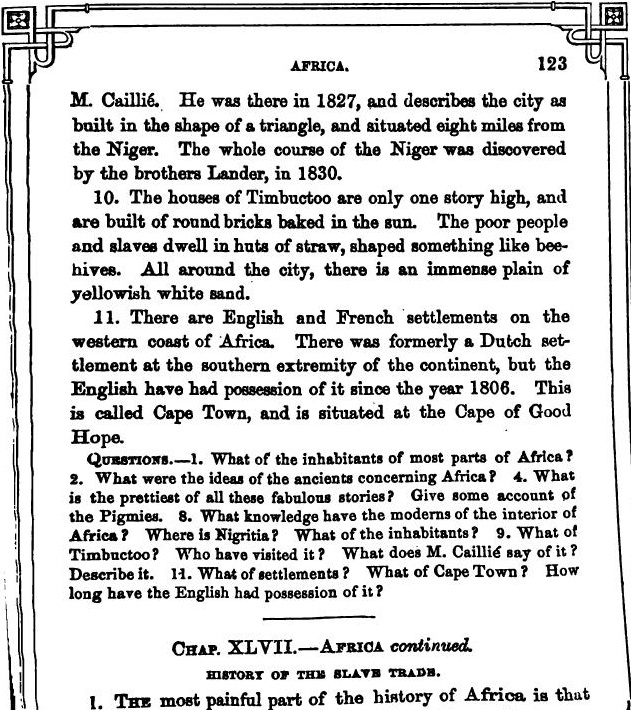 AFRICA. 123
M. Caillié. He was there in 1827, and describes the city as
built in the shape of a triangle, and situated eight miles from
the Niger. The whole course of the Niger was discovered
by the brothers Lander, in 1830.
10. The houses of Timbuctoo are only one story high, and
are built of round bricks baked in the sun. The poor people
and slaves dwell in huts of straw, shaped something like bee-
hives. All around the city, there is an immense plain of
yellowish white sand.
11. There are English and French settlements on the
western coast of Africa. There was formerly a Dutch set-
tlement at the southern extremity of the continent, but the
English have had possession of it since the year 1806. This
is called Cape Town, and is situated at the Cape of Good
Hope.
QUESTIONS.—1. What of the inhabitants of most parts of Africa?
2. What were the ideas of the ancients concerning Africa? 4. What
is the prettiest of all these fabulous stories? Give some account of
the Pigmies. 8. What knowledge have the moderns of the interior of
Africa? Where is Nigritia? What of the inhabitants? 9. What of
Timbuctoo? Who have visited it? What does M. Caillié say of it?
Describe it. 11. What of settlements? What of Cape Town? How
long have the English had possession of it?
CHAP. XLVII.—AFRICA continued.
HISTORY OF THE SLAVE TRADE.
1. THE most painful part of the history of Africa is that